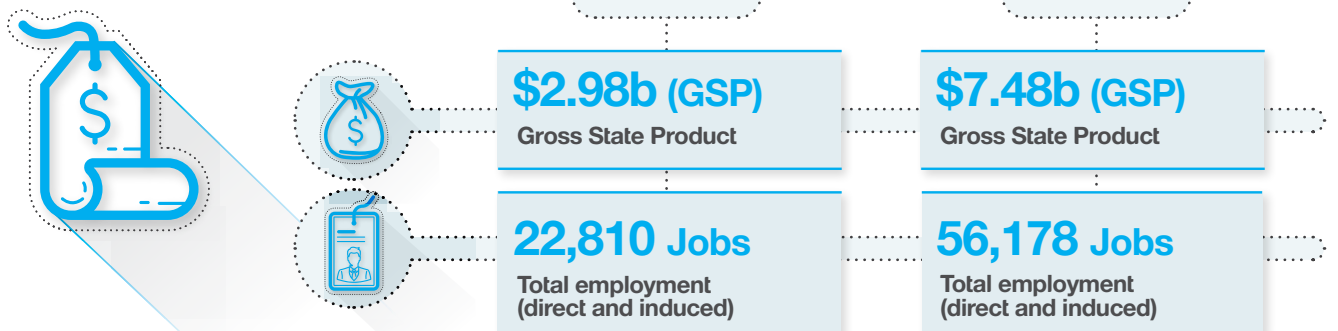 $2.98b (GSP)
Gross State Product
$7.48b (GSP)
Gross State Product
22,810 Jobs
Total employment
(direct and induced)
56,178 Jobs
Total employment
(direct and induced)
$
$